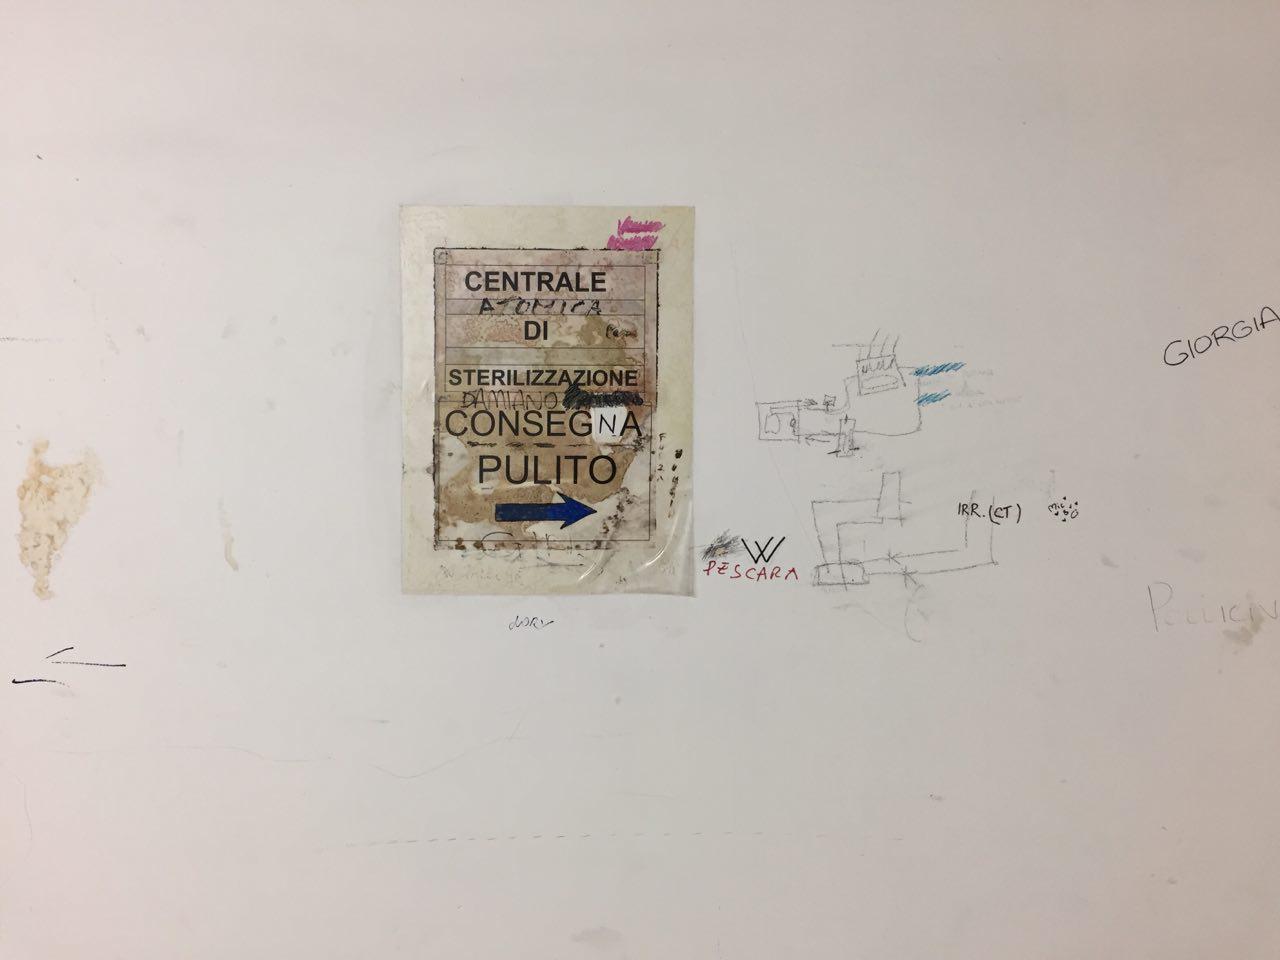 CENTRALE
ATOMICA
DI
STERILIZZAZIONE
DAMIANO
CONSEGNA
PULITO
W
PESCARA
IRR. (CT)
GIORGIA